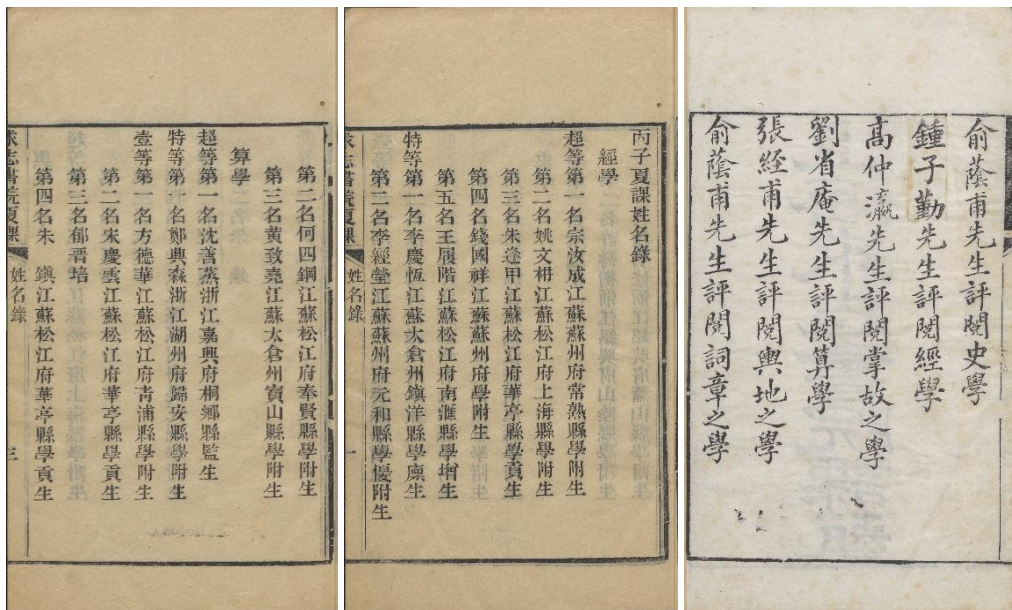 俞蔭甫先生評閱史學
鍾子勤先生評閱經學
高仲瀛先生評閱掌故之學
劉省庵先生評閱算學
張經甫先生評閱輿地之學
俞蔭甫先生評閱詞章之學
丙子夏課姓名錄
經學
超等第一名宗汝成江蘇蘇州府常熟縣學附生
第二名姚文枏江蘇松江府上海縣學附生
第三名朱逢甲江蘇松江府華亭縣學貢生
第四名錢國祥江蘇蘇州府學附生
第五名王履階江蘇松江府南滙縣學增生
特等第一名李慶恆江蘇太倉州鎮洋縣學廩生
第二名李經瑩江蘇蘇州府元和縣學優附生
求志書院夏課 姓名錄 一
第二名何四鋼江蘇松江府奉賢縣學附生
第三名黃致堯江蘇太倉州寶山縣學附生
算學
超等第一名沈善蒸浙江嘉興府桐鄉縣監生
特等第一名鄭興森浙江湖州府歸安縣學附生
壹等第一名方德華江蘇松江府青浦縣學附生
第二名宋慶雲江蘇松江府華亭縣學貢生
第三名郁晋培
第四名朱 鎮江蘇松江府華亭縣學貢生
求志書院夏課 姓名錄 三